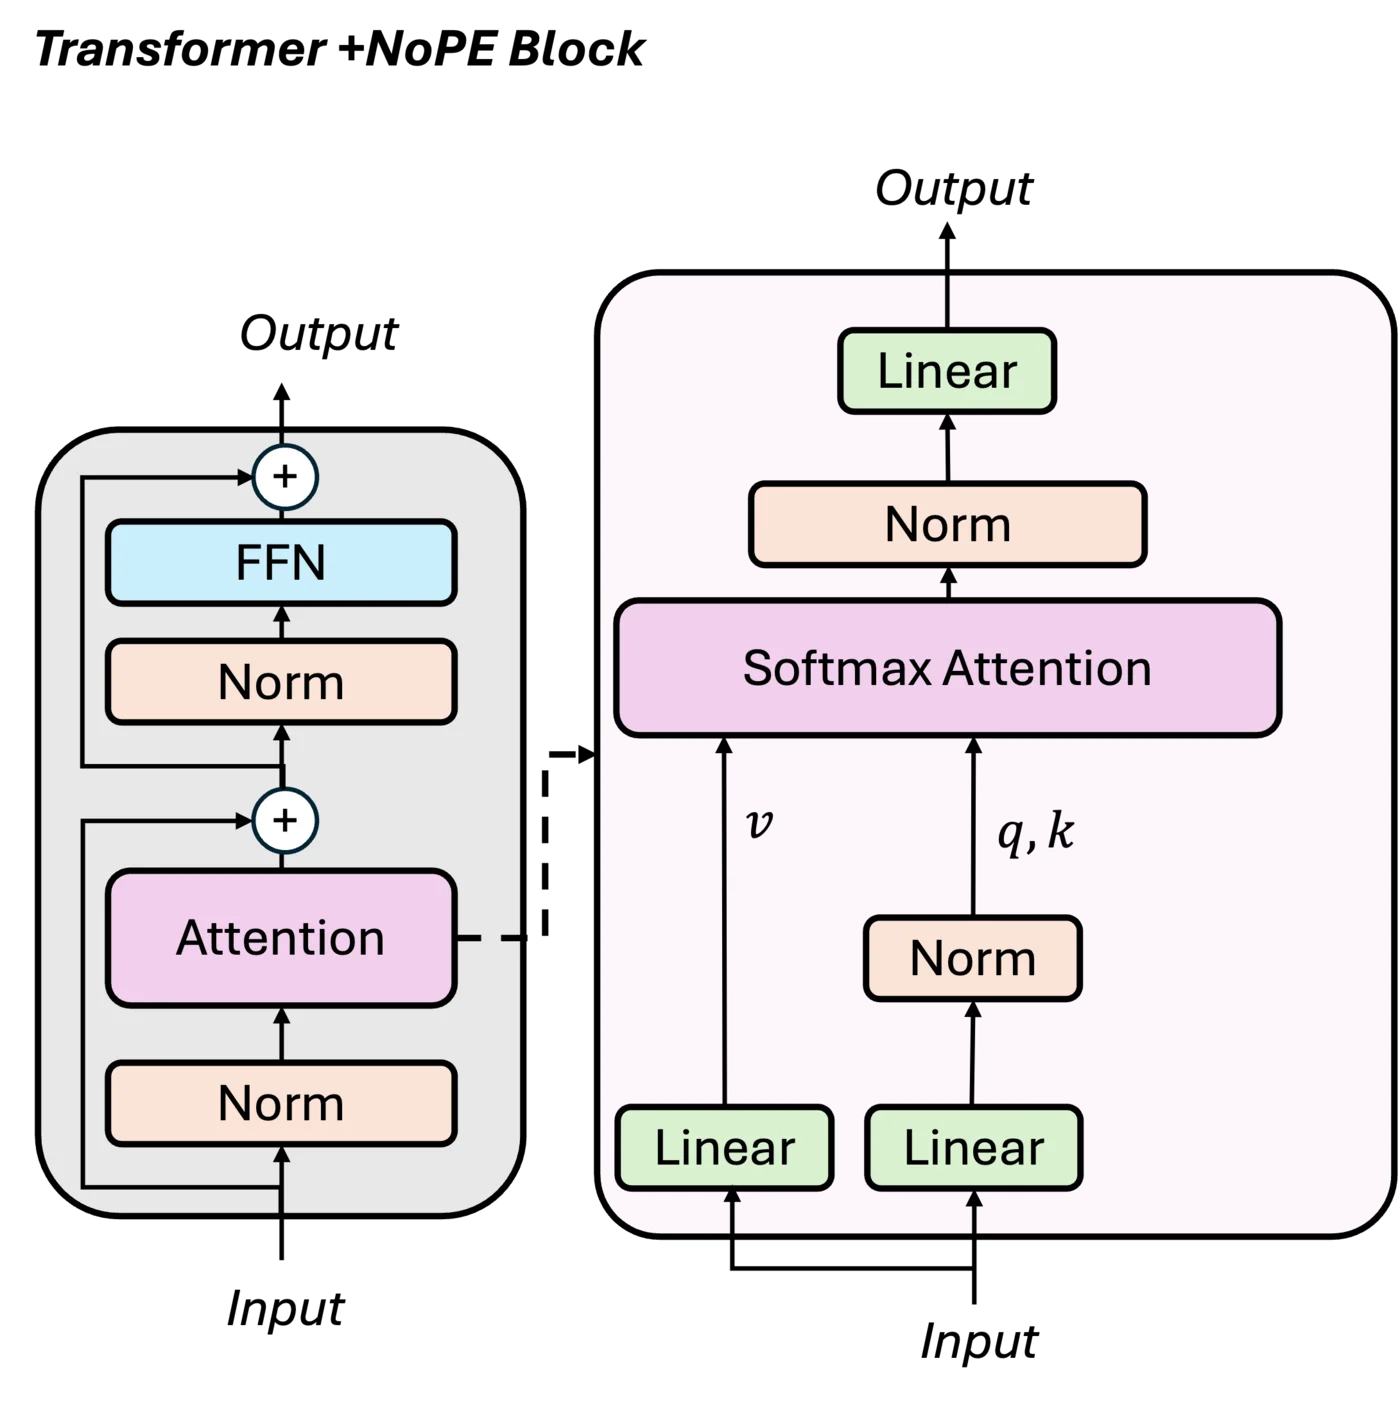 Transformer +NoPE Block
Output
+
FFN
Norm
+
Attention
Norm
Input
Output
Linear
Norm
Softmax Attention
v
q, k
Norm
Linear
Linear
Input